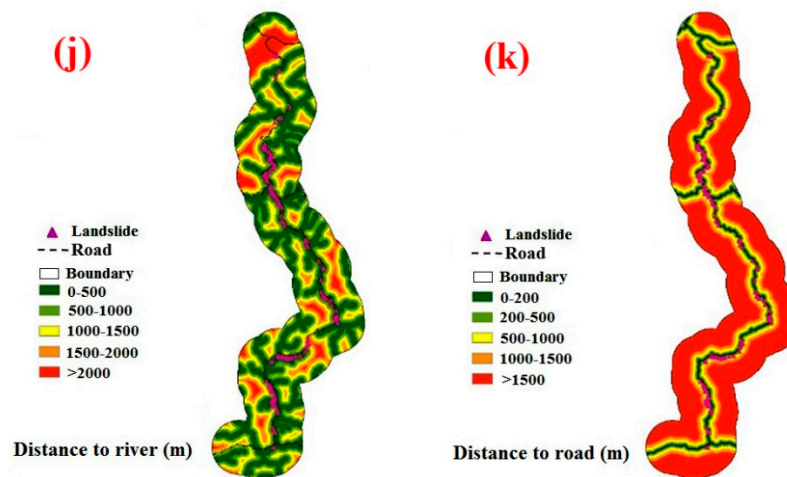 (j)
Landslide
Road
Boundary
0-500
500-1000
1000-1500
1500-2000
>2000
Distance to river (m)
(k)
Landslide
Road
Boundary
0-200
200-500
500-1000
1000-1500
>1500
Distance to road (m)